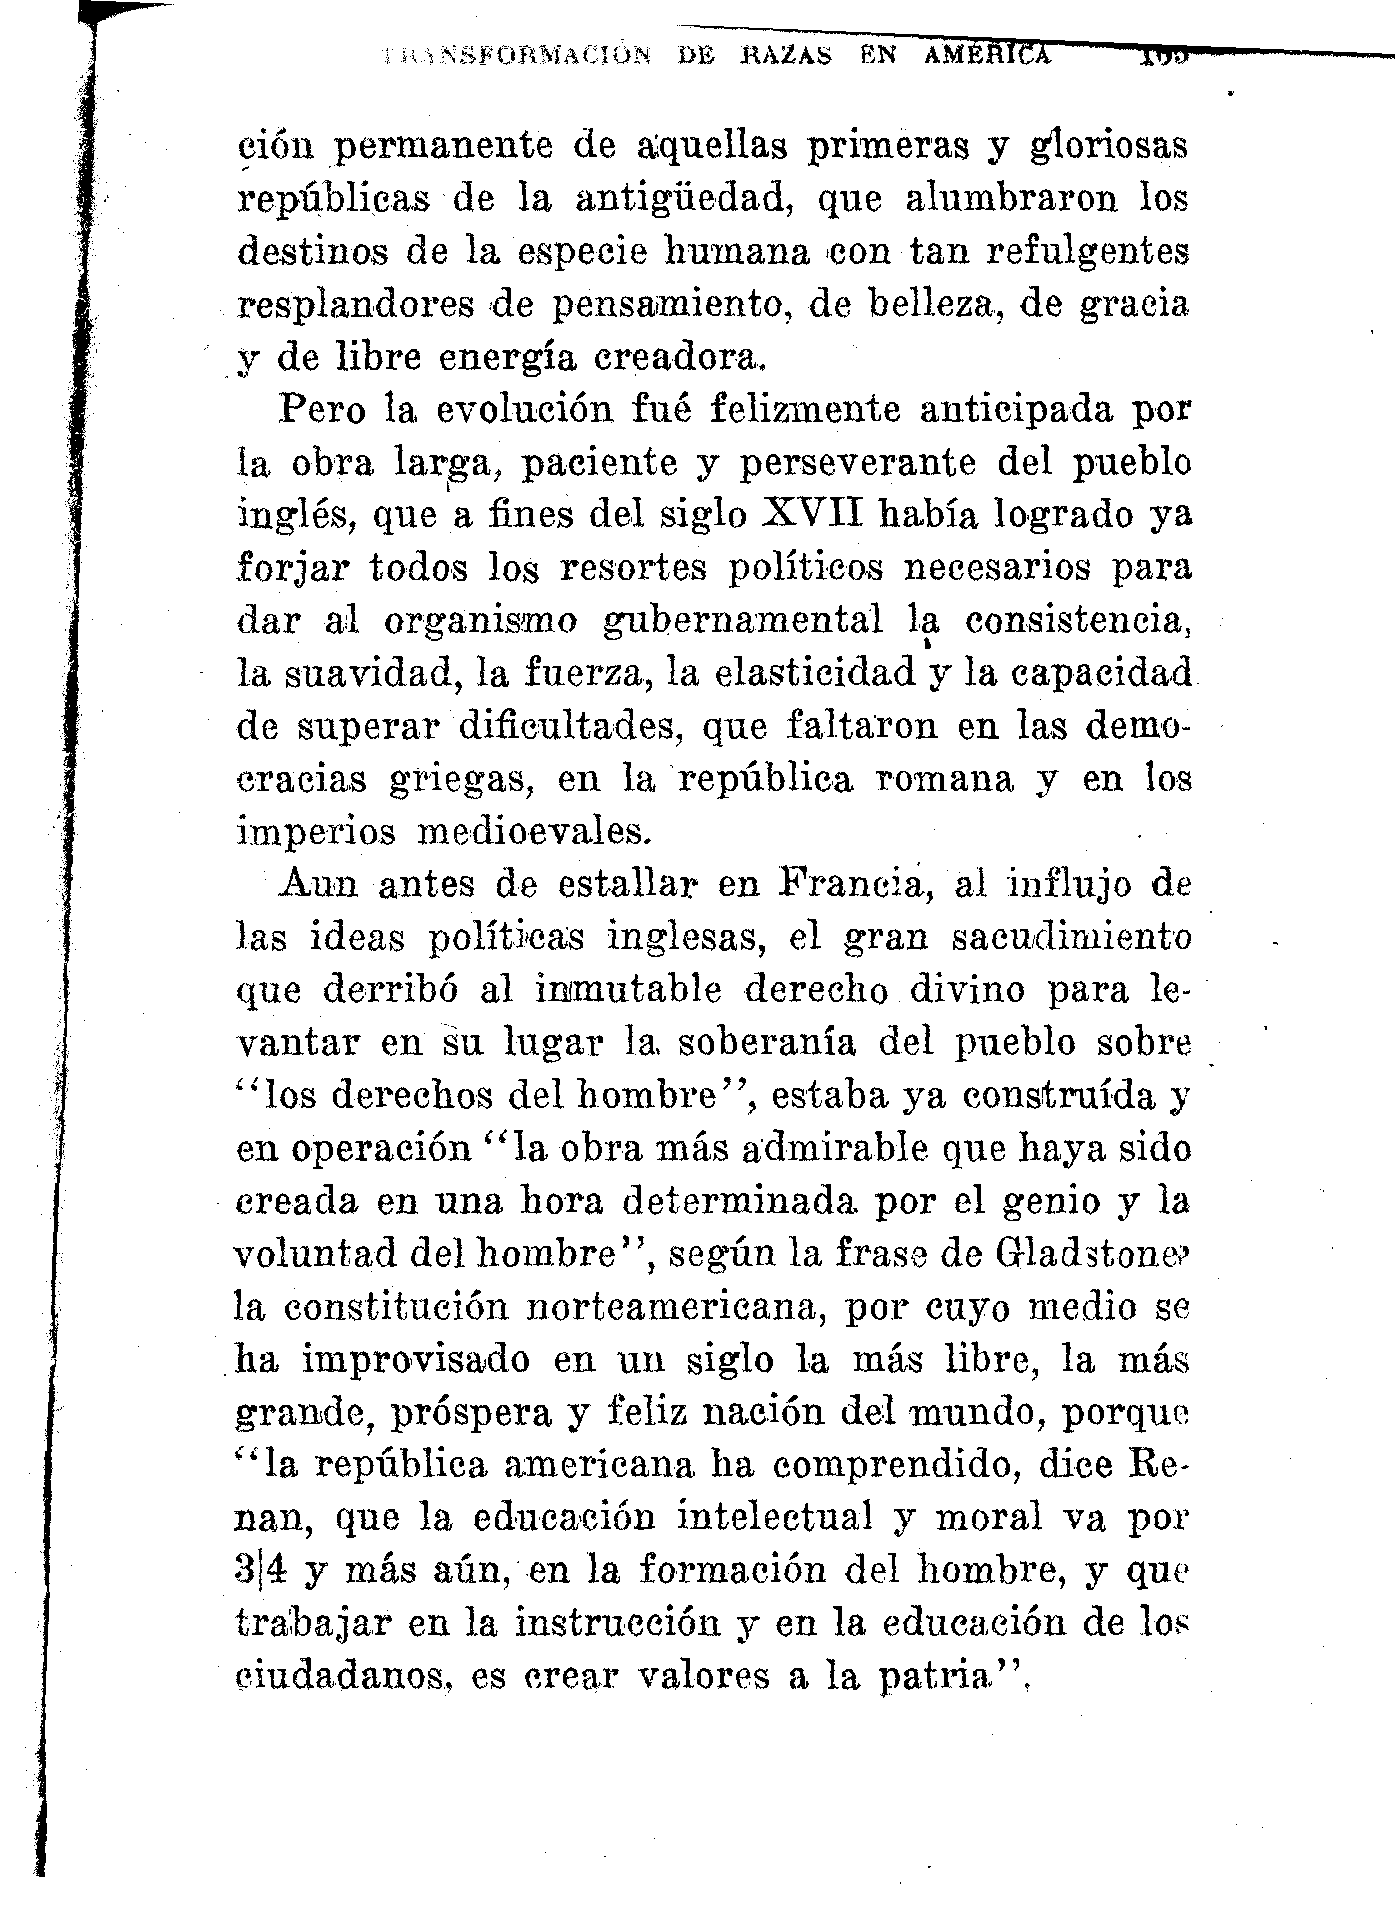 TRANSFORMACIÓN DE RAZAS EN AMÉRICA
ción permanente de aquellas primeras y gloriosas
repúblicas de la antigüedad, que alumbraron los
destinos de la especie humana con tan refulgentes
resplandores de pensamiento, de belleza, de gracia
y de libre energía creadora.
Pero la evolución fué felizmente anticipada por
la obra larga, paciente y perseverante del pueblo
inglés, que a fines del siglo XVII había logrado ya
forjar todos los resortes políticos necesarios para
dar al organismo gubernamental la consistencia,
la suavidad, la fuerza, la elasticidad y la capacidad
de superar dificultades, que faltaron en las demo-
cracias griegas, en la república romana y en los
imperios medioevales.
Aun antes de estallar en Francia, al influjo de
las ideas políticas inglesas, el gran sacudimiento
que derribó al inmutable derecho divino para le-
vantar en su lugar la soberanía del pueblo sobre
"los derechos del hombre", estaba ya construída y
en operación "la obra más admirable que haya sido
creada en una hora determinada por el genio y la
voluntad del hombre", según la frase de Gladstone,
la constitución norteamericana, por cuyo medio se
ha improvisado en un siglo la más libre, la más
grande, próspera y feliz nación del mundo, porque
"la república americana ha comprendido, dice Re-
nan, que la educación intelectual y moral va por
3|4 y más aún, en la formación del hombre, y que
trabajar en la instrucción y en la educación de los
ciudadanos, es crear valores a la patria".